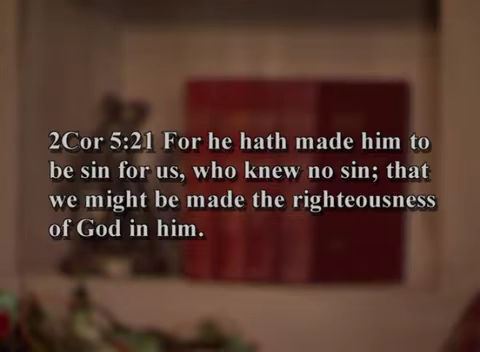 2Cor 5:21 For he hath made him to
be sin for us, who knew no sin; that
we might be made the righteousness
of God in him.